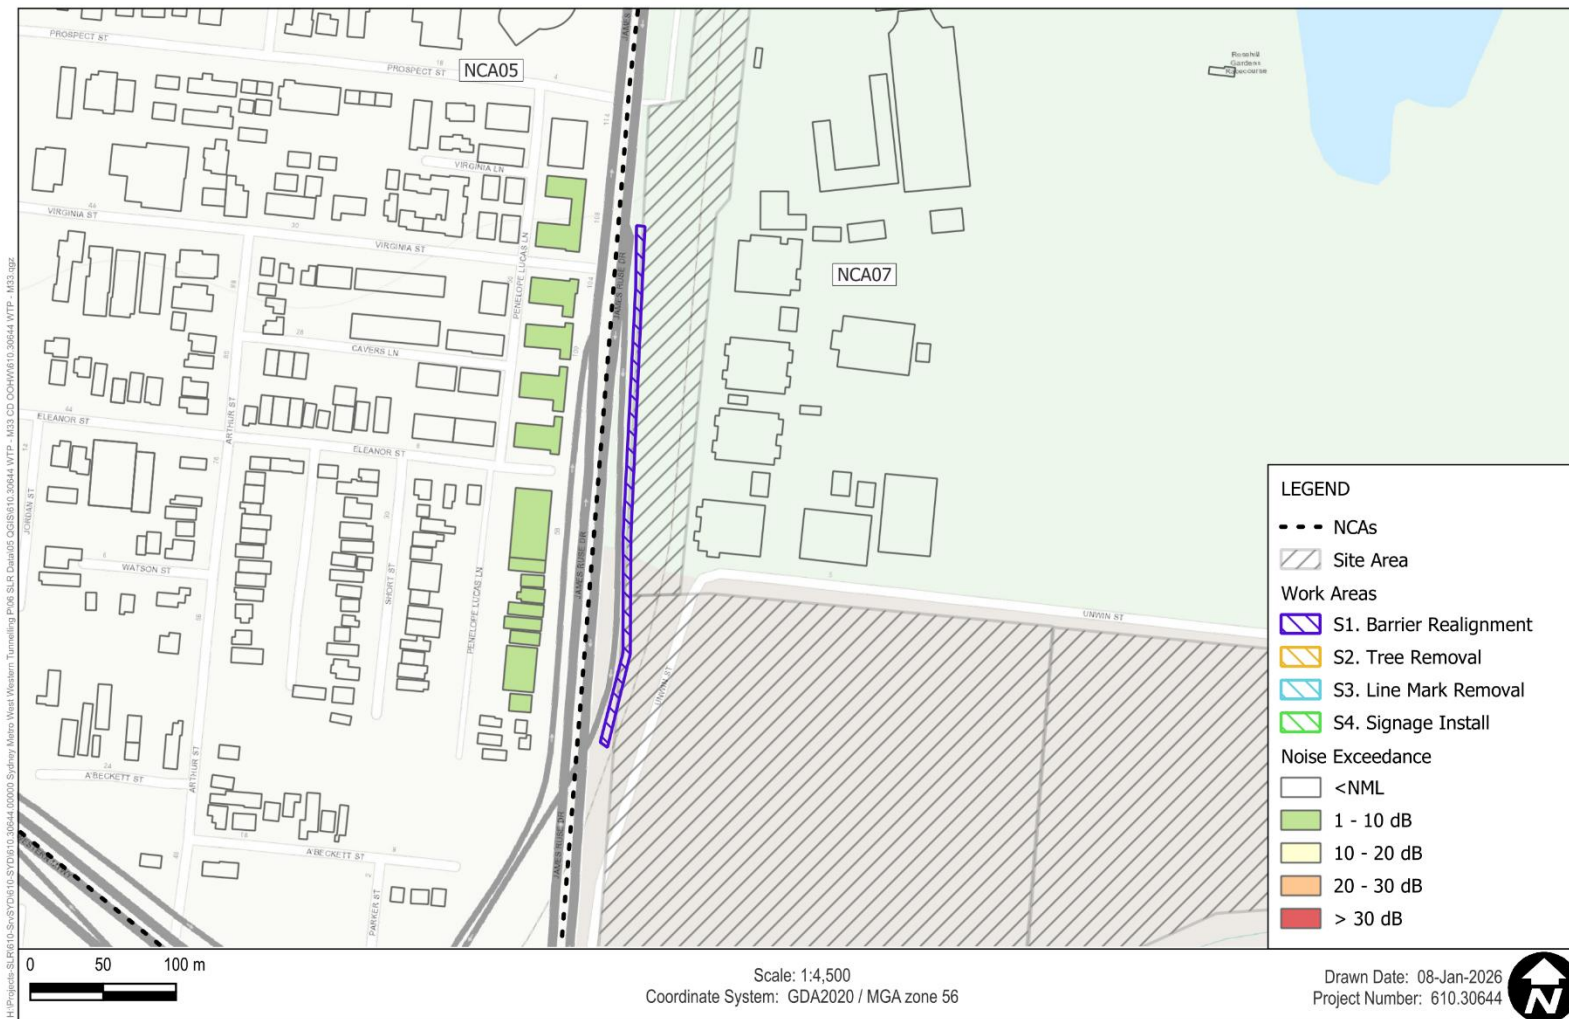 PROSPECT ST
PROSPECT ST
NCA05
JAMES RUSE DR
Rosehill
Gardens
Racecourse
VIRGINIA LN
VIRGINIA ST
VIRGINIA ST
PENELOPE LUCAS LN
JAMES RUSE DR
NCA07
CAVERS LN
ELEANOR ST
ARTHUR ST
ELEANOR ST
JORDAN ST
WATSON ST
SHORT ST
PENELOPE LUCAS LN
JAMES RUSE DR
UNWIN ST
UNWIN ST
A'BECKETT ST
ARTHUR ST
A'BECKETT ST
PARKER ST
JAMES RUSE DR
LEGEND
NCAs
Site Area
Work Areas
S1. Barrier Realignment
S2. Tree Removal
S3. Line Mark Removal
S4. Signage Install
Noise Exceedance
<NML
1 - 10 dB
10 - 20 dB
20 - 30 dB
> 30 dB
0 50 100 m
Scale: 1:4,500
Coordinate System: GDA2020 / MGA zone 56
Drawn Date: 08-Jan-2026
Project Number: 610.30644
N